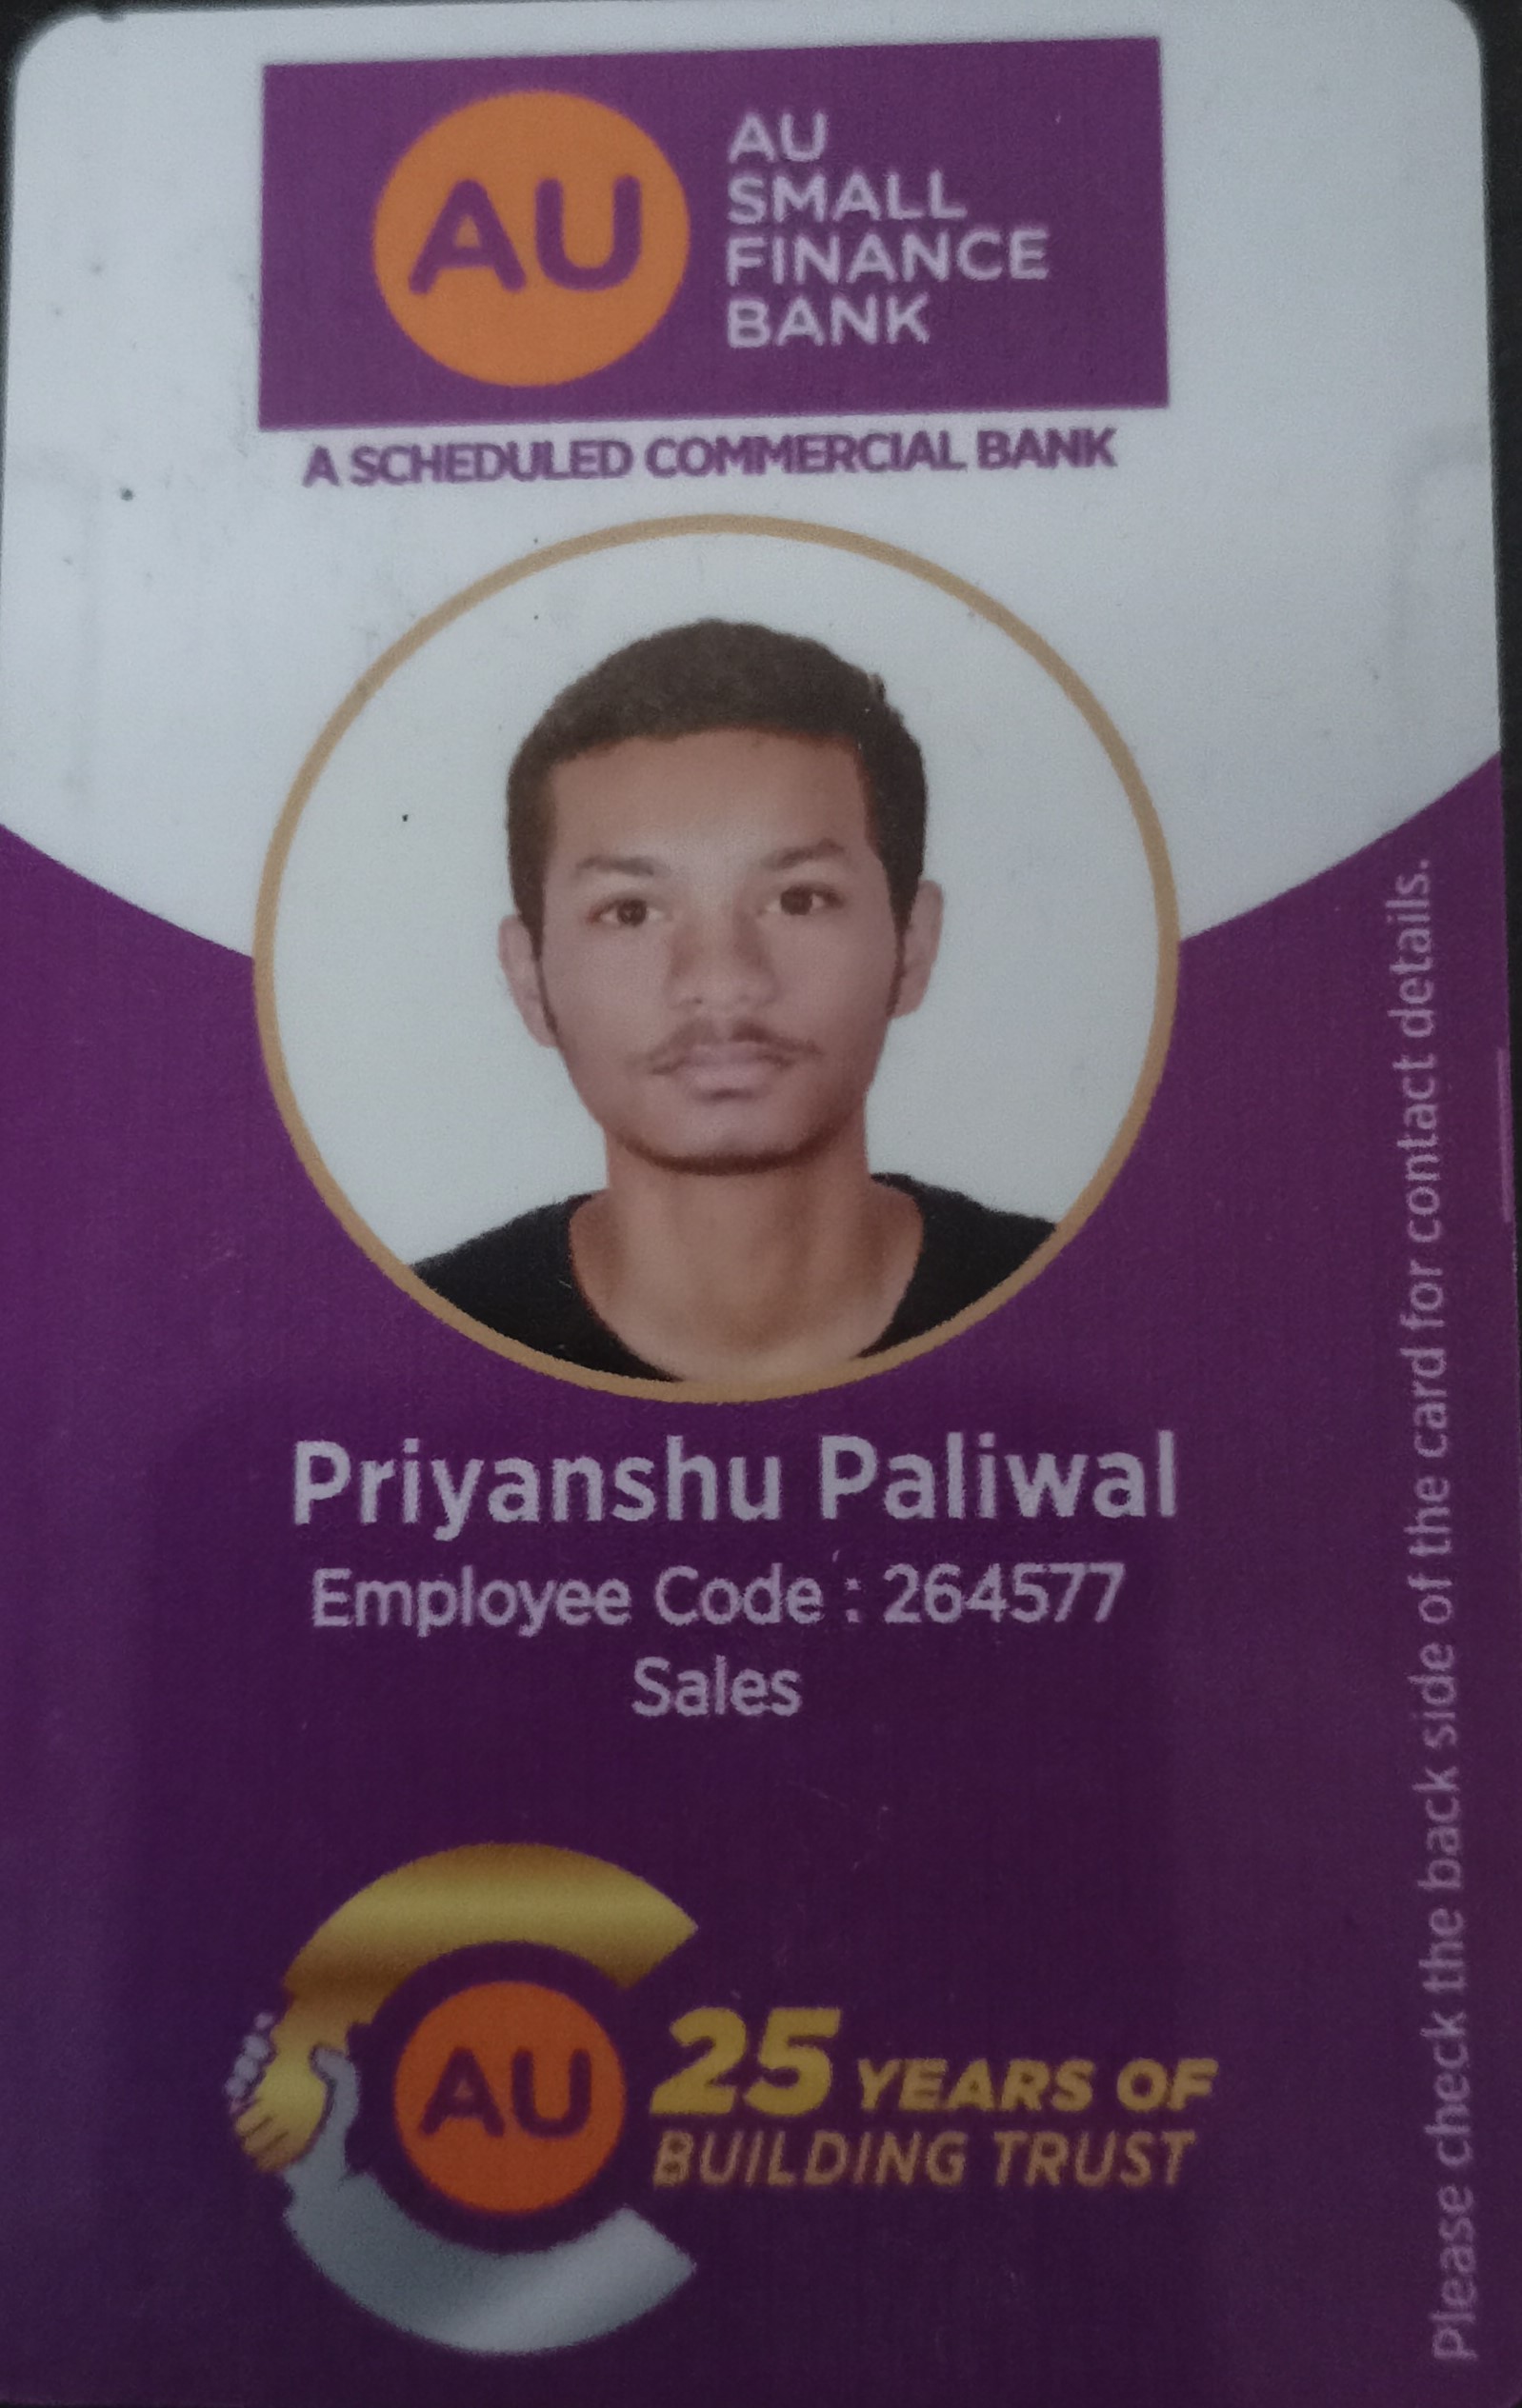 AU
AU
SMALL
FINANCE
BANK
A SCHEDULED COMMERCIAL BANK
Priyanshu Paliwal
Employee Code : 264577
Sales
AU
25 YEARS OF
BUILDING TRUST
Please check the back side of the card for contact details.